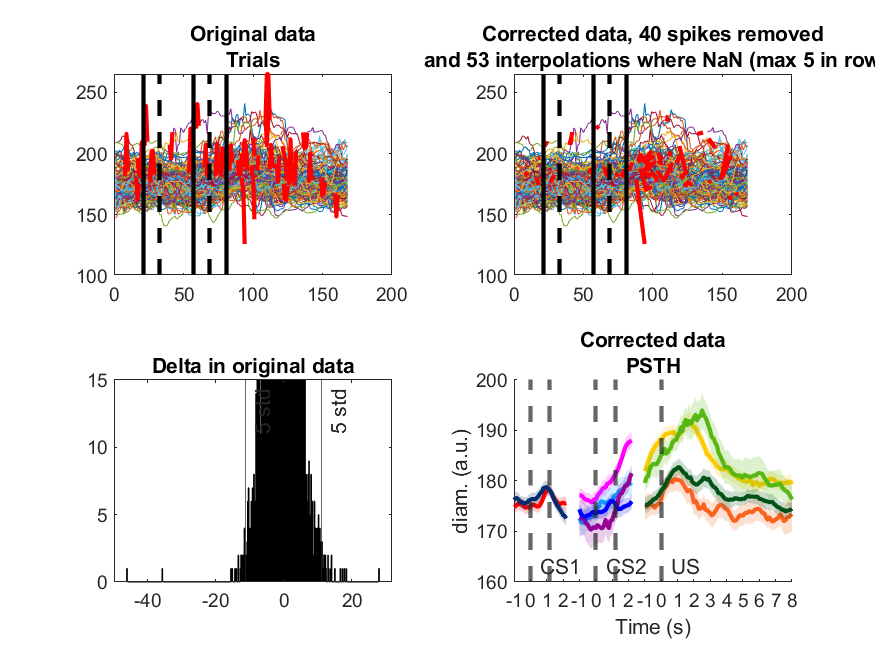 Original data
Trials
250
200
150
100
0
50
100
150
200
Corrected data, 40 spikes removed
and 53 interpolations where NaN (max 5 in row
250
200
150
100
0
50
100
150
200
Delta in original data
15
10
5
0
5 std
5 std
-40
-20
0
20
Corrected data
PSTH
200
190
180
170
160
diam. (a.u.)
CS1
CS2
US
-1 0 1 2 -1 0 1 2 -1 0 1 2 3 4 5 6 7 8
Time (s)